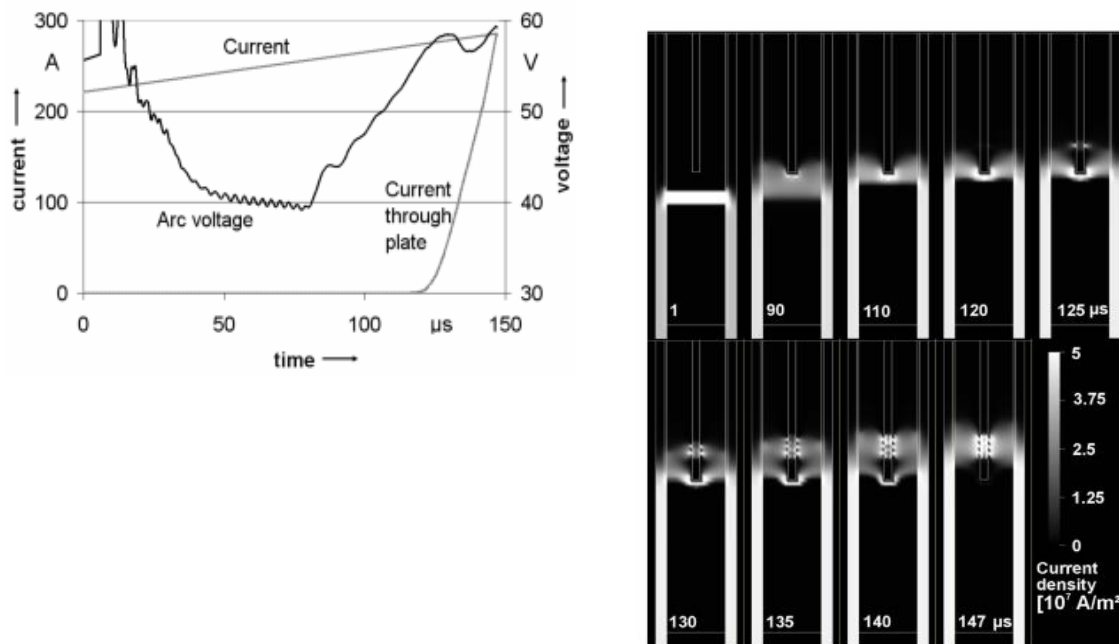 300
60
A
Current
V
200
50
current
voltage
100
40
Arc voltage
Current
through
plate
0
30
0
50
100
µs
150
time
1
90
110
120
125 µs
5
3.75
2.5
1.25
0
Current
density
[10⁷ A/m²
130
135
140
147 µs